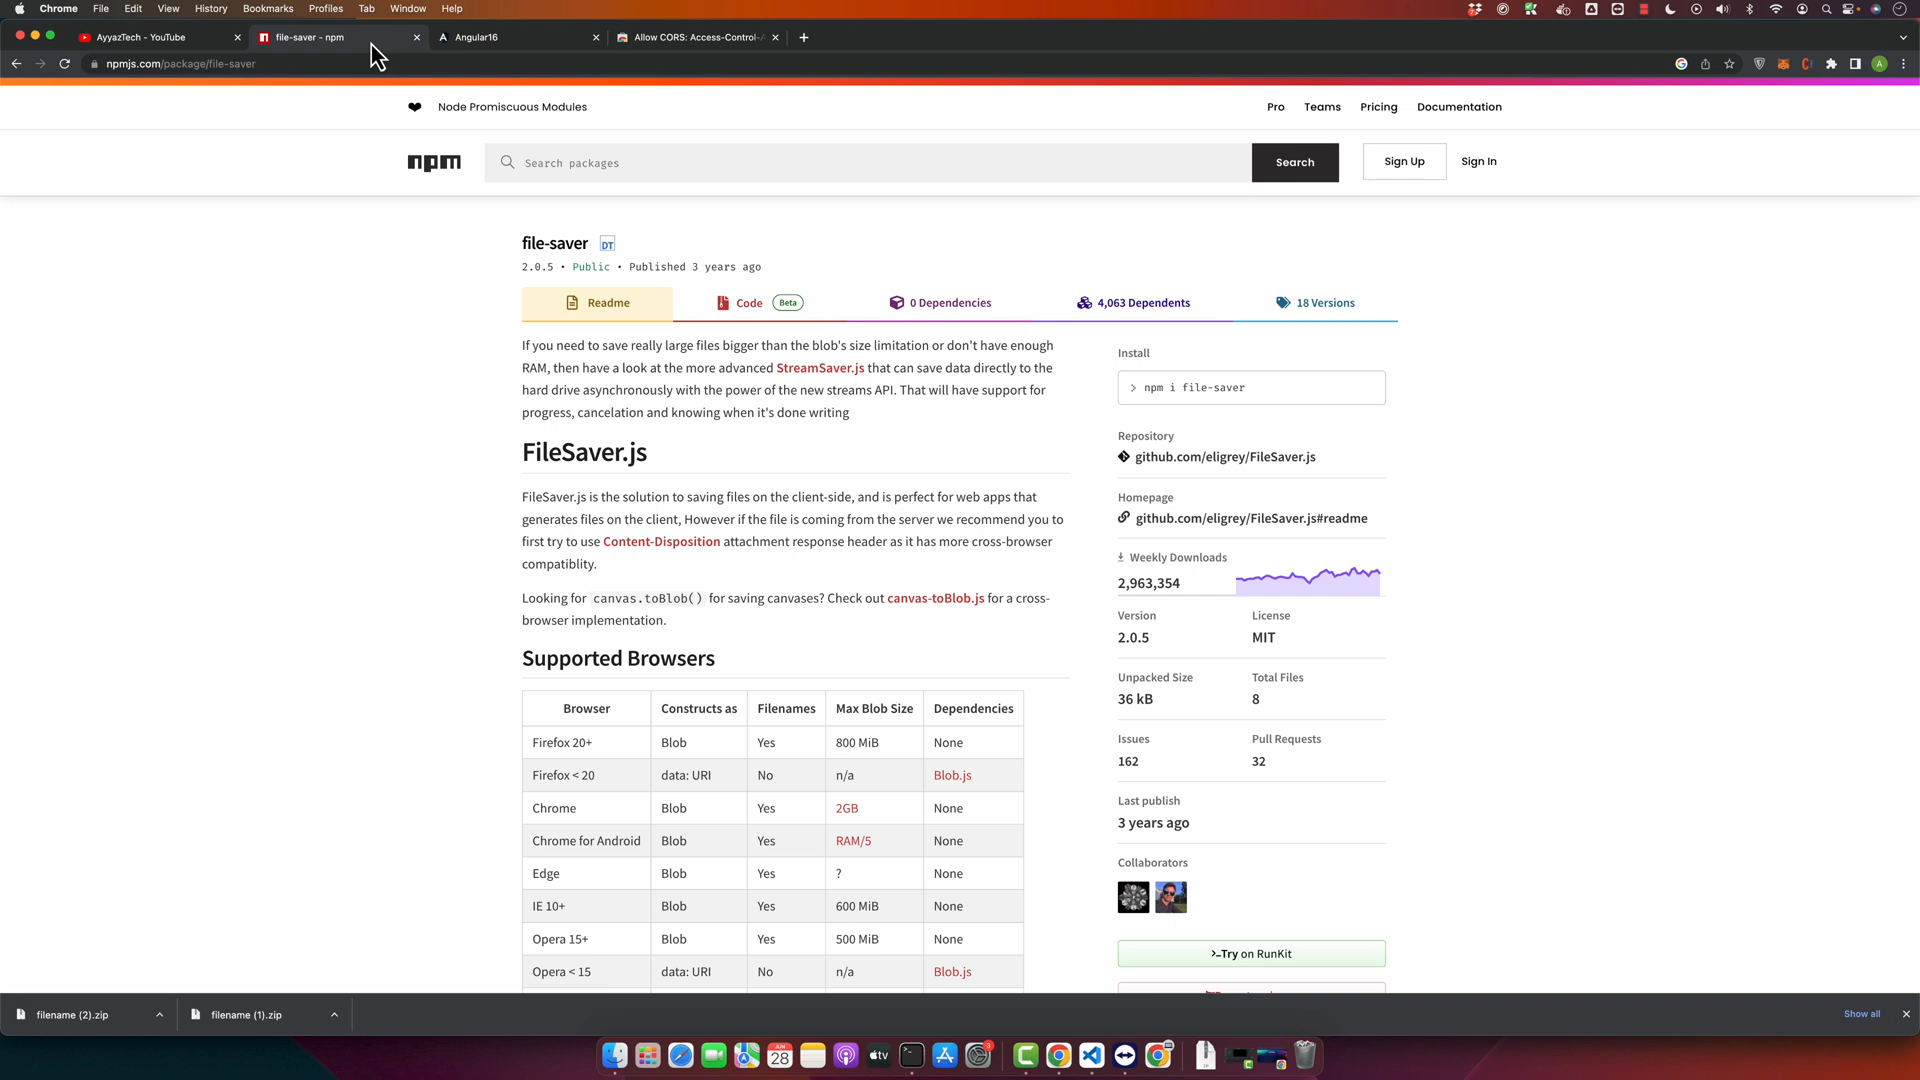 Chrome File Edit View History Bookmarks Profiles Tab Window Help
AyyazTech - YouTube
file-saver - npm
Angular16
Allow CORS: Access-Control-A
npmjs.com/package/file-saver
A
Node Promiscuous Modules
Pro Teams Pricing Documentation
npm
Search packages
Search
Sign Up
Sign In
file-saver DT
2.0.5 • Public • Published 3 years ago
Readme
Code Beta
0 Dependencies
4,063 Dependents
18 Versions
If you need to save really large files bigger than the blob's size limitation or don't have enough
RAM, then have a look at the more advanced StreamSaver.js that can save data directly to the
hard drive asynchronously with the power of the new streams API. That will have support for
progress, cancelation and knowing when it's done writing
FileSaver.js
FileSaver.js is the solution to saving files on the client-side, and is perfect for web apps that
generates files on the client, However if the file is coming from the server we recommend you to
first try to use Content-Disposition attachment response header as it has more cross-browser
compatiblity.
Looking for canvas.toBlob() for saving canvases? Check out canvas-toBlob.js for a cross-
browser implementation.
Supported Browsers
Browser Constructs as Filenames Max Blob Size Dependencies
Firefox 20+ Blob Yes 800 MiB None
Firefox < 20 data: URI No n/a Blob.js
Chrome Blob Yes 2GB None
Chrome for Android Blob Yes RAM/5 None
Edge Blob Yes ? None
IE 10+ Blob Yes 600 MiB None
Opera 15+ Blob Yes 500 MiB None
Opera < 15 data: URI No n/a Blob.js
Install
> npm i file-saver
Repository
github.com/eligrey/FileSaver.js
Homepage
github.com/eligrey/FileSaver.js#readme
Weekly Downloads
2,963,354
Version License
2.0.5 MIT
Unpacked Size Total Files
36 kB 8
Issues Pull Requests
162 32
Last publish
3 years ago
Collaborators
>_Try on RunKit
filename (2).zip
filename (1).zip
Show all
JUN
28
tv
3